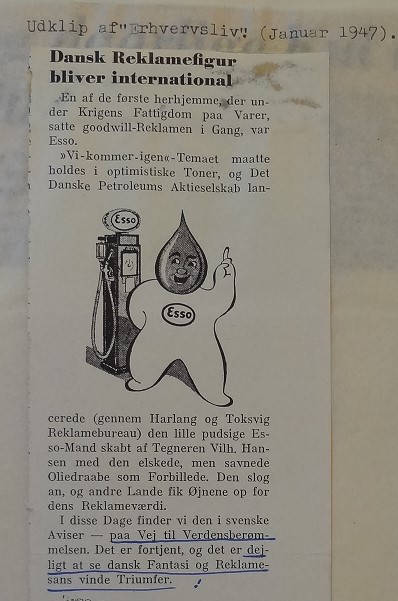 Udklip af "Erhvervsliv" (Januar 1947).
Dansk Reklamefigur
bliver international
En af de første herhjemme, der un-
der Krigens Fattigdom paa Varer,
satte goodwill-Reklamen i Gang, var
Esso.
»Vi-kommer-igen«-Temaet maatte
holdes i optimistiske Toner, og Det
Danske Petroleums Aktieselskab lan-
Esso
Esso
cerede (gennem Harlang og Toksvig
Reklamebureau) den lille pudsige Es-
so-Mand skabt af Tegneren Vilh. Han-
sen med den elskede, men savnede
Oliedraabe som Forbillede. Den slog
an, og andre Lande fik Øjnene op for
dens Reklameværdi.
I disse Dage finder vi den i svenske
Aviser — paa Vej til Verdensberøm-
melsen. Det er fortjent, og det er dej-
ligt at se dansk Fantasi og Reklame-
sans vinde Triumfer. !